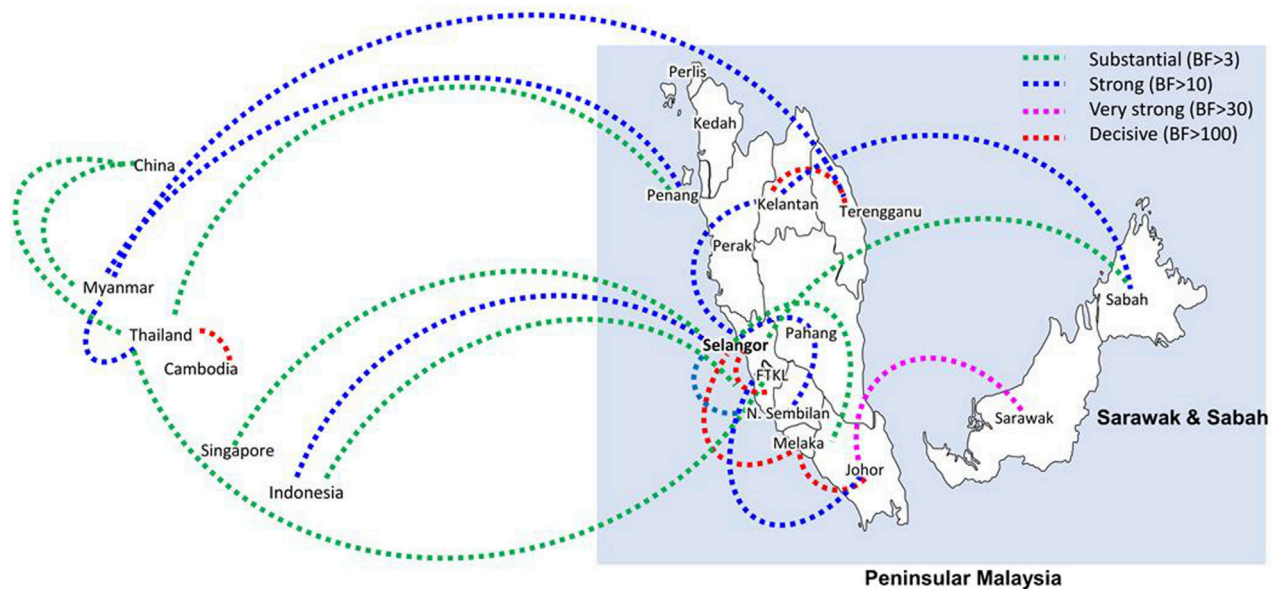 Substantial (BF>3)
Strong (BF>10)
Very strong (BF>30)
Decisive (BF>100)
Perlis
Kedah
China
Penang
Kelantan
Terengganu
Perak
Myanmar
Sabah
Thailand
Pahang
Selangor
Cambodia
FTKL
N. Sembilan
Sarawak
Sarawak & Sabah
Melaka
Singapore
Johor
Indonesia
Peninsular Malaysia